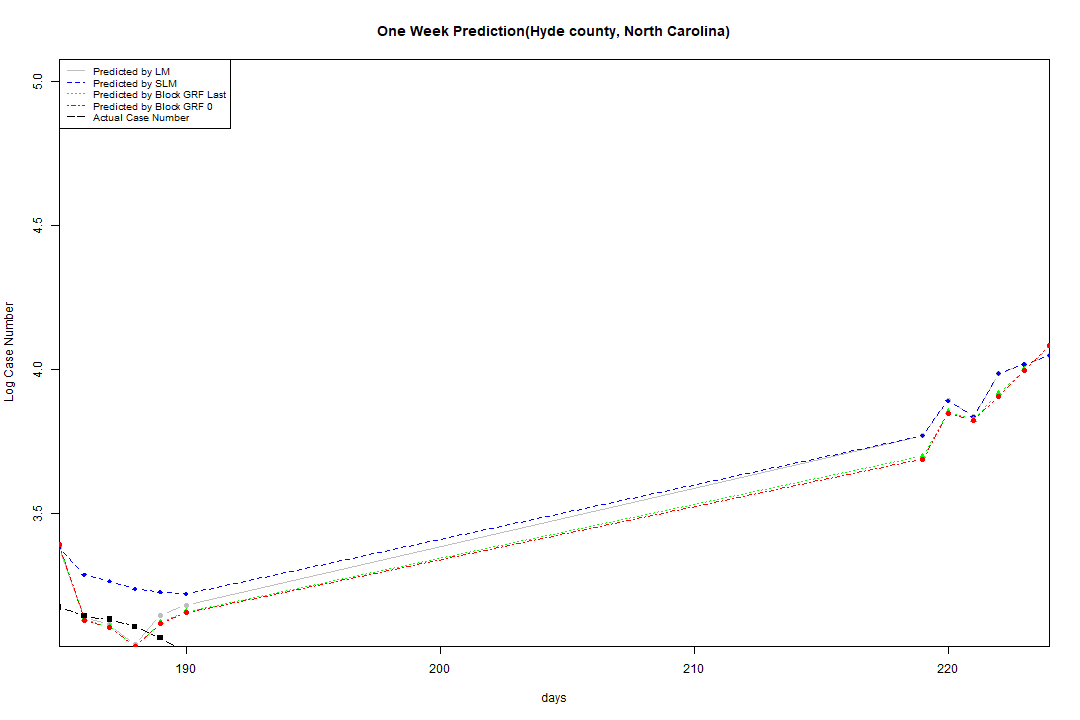 One Week Prediction(Hyde county, North Carolina)
Predicted by LM
Predicted by SLM
Predicted by Block GRF Last
Predicted by Block GRF 0
Actual Case Number
5.0
4.5
4.0
3.5
Log Case Number
190 200 210 220
days